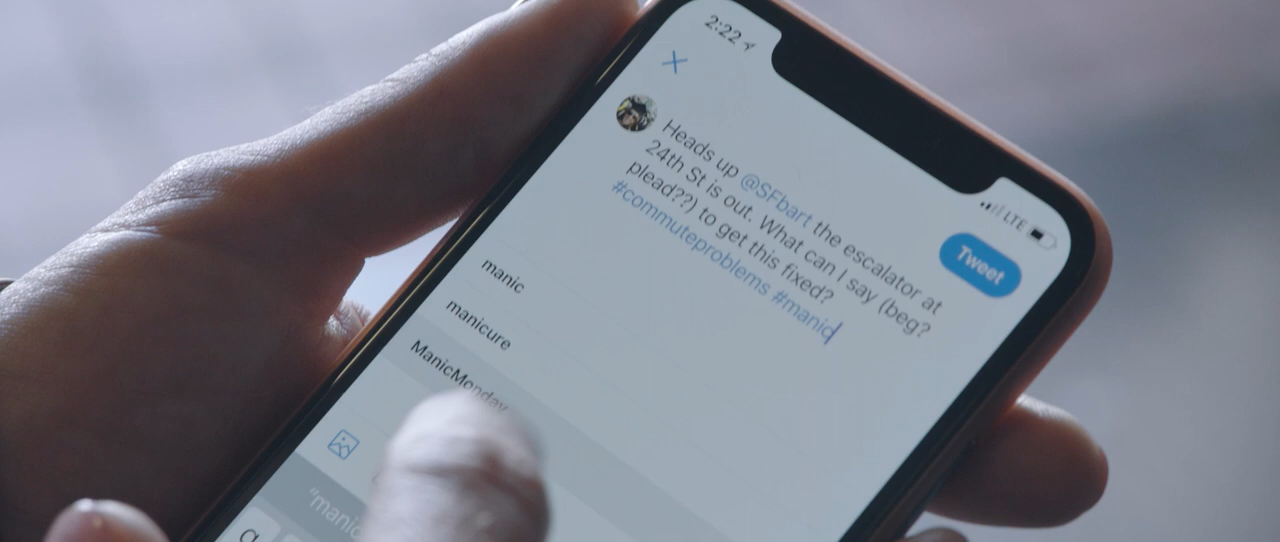 2:22
LTE
Tweet
Heads up @SFbart the escalator at
24th St is out. What can I say (beg?
plead??) to get this fixed?
#commuteproblems #manic
manic
manicure
ManicMonday
"manic